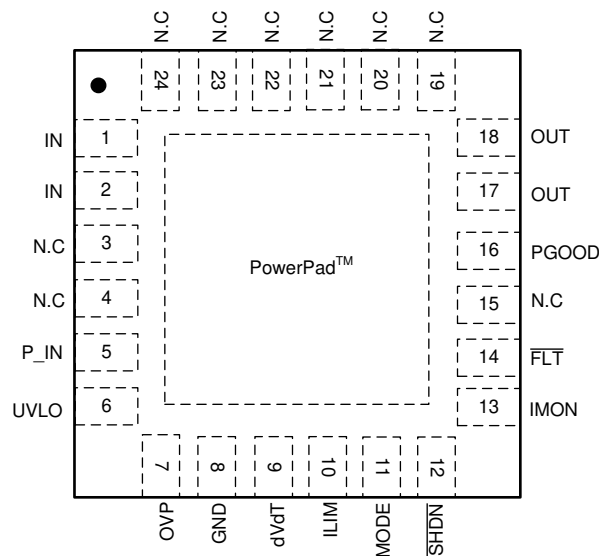 N.C N.C N.C N.C N.C N.C
24 23 22 21 20 19
IN 1 18 OUT
IN 2 17 OUT
N.C 3 16 PGOOD
N.C 4 15 N.C
PowerPad™
P_IN 5 14 FLT
UVLO 6 13 IMON
7 8 9 10 11 12
OVP GND dVdT ILIM MODE SHDN